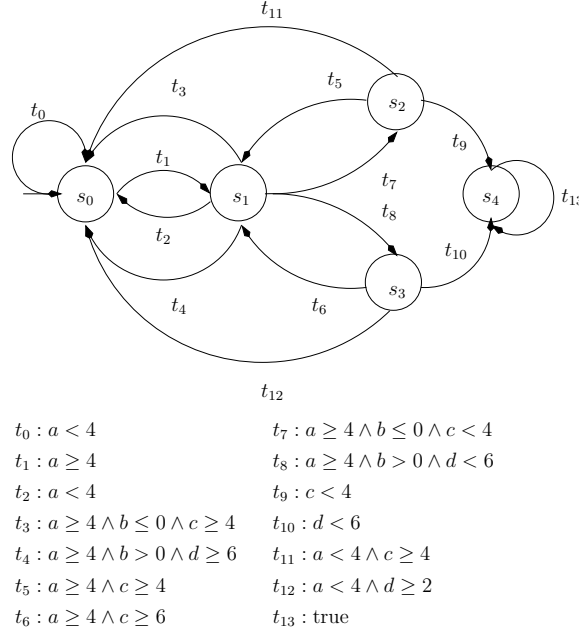 t₁₁
t₃ t₅ s₂
t₀ t₁ t₉
s₀ s₁ t₇ s₄ t₁₃
t₂ t₈
t₁₀
t₄ t₆ s₃
t₁₂
t₀ : a < 4
t₁ : a ≥ 4
t₂ : a < 4
t₃ : a ≥ 4 ∧ b ≤ 0 ∧ c ≥ 4
t₄ : a ≥ 4 ∧ b > 0 ∧ d ≥ 6
t₅ : a ≥ 4 ∧ c ≥ 4
t₆ : a ≥ 4 ∧ c ≥ 6
t₇ : a ≥ 4 ∧ b ≤ 0 ∧ c < 4
t₈ : a ≥ 4 ∧ b > 0 ∧ d < 6
t₉ : c < 4
t₁₀ : d < 6
t₁₁ : a < 4 ∧ c ≥ 4
t₁₂ : a < 4 ∧ d ≥ 2
t₁₃ : true